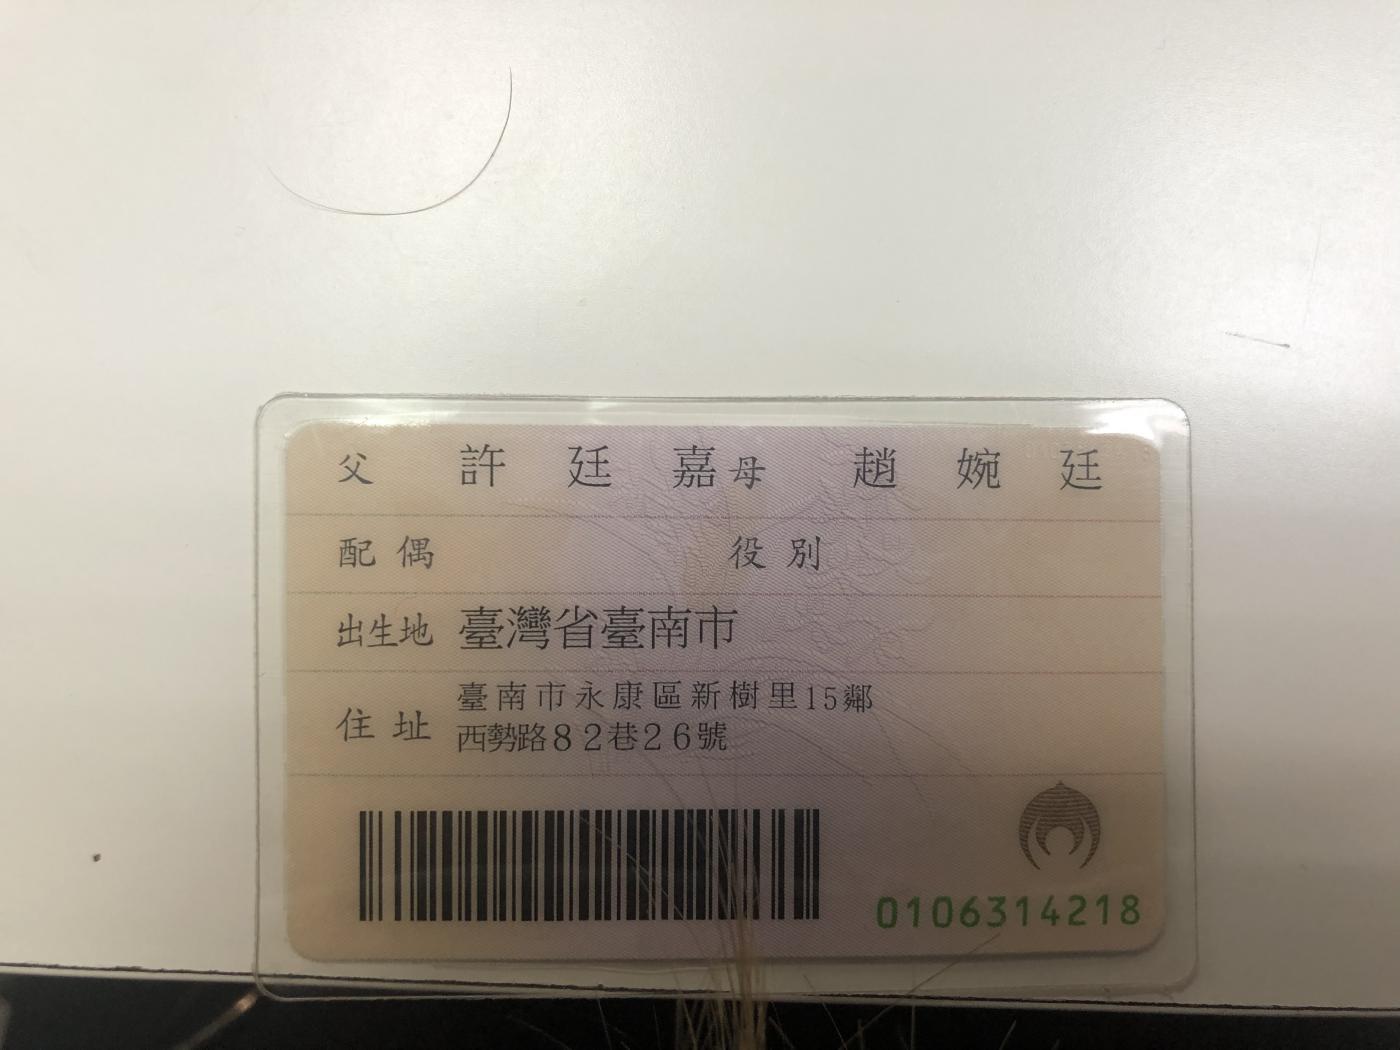 父 許廷嘉 母 趙婉廷
配偶 役別
出生地 臺灣省臺南市
住址 臺南市永康區新樹里15鄰
西勢路82巷26號
0106314218